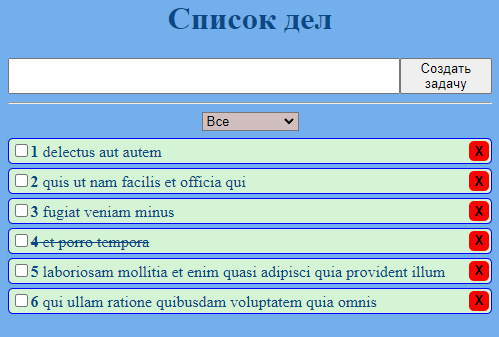 Список дел
Создать
задачу
Все
1 delectus aut autem X
2 quis ut nam facilis et officia qui X
3 fugiat veniam minus X
4 et porro tempora X
5 laboriosam mollitia et enim quasi adipisci quia provident illum X
6 qui ullam ratione quibusdam voluptatem quia omnis X